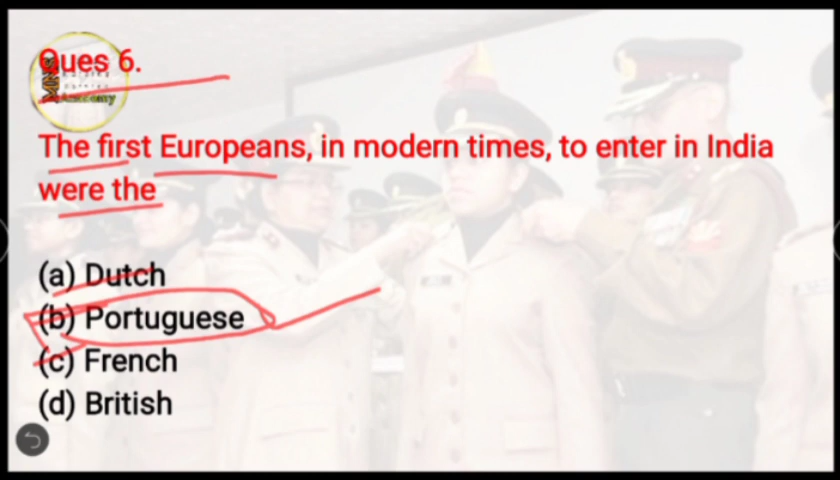 Ques 6.
The first Europeans, in modern times, to enter in India
were the
(a) Dutch
(b) Portuguese
(c) French
(d) British